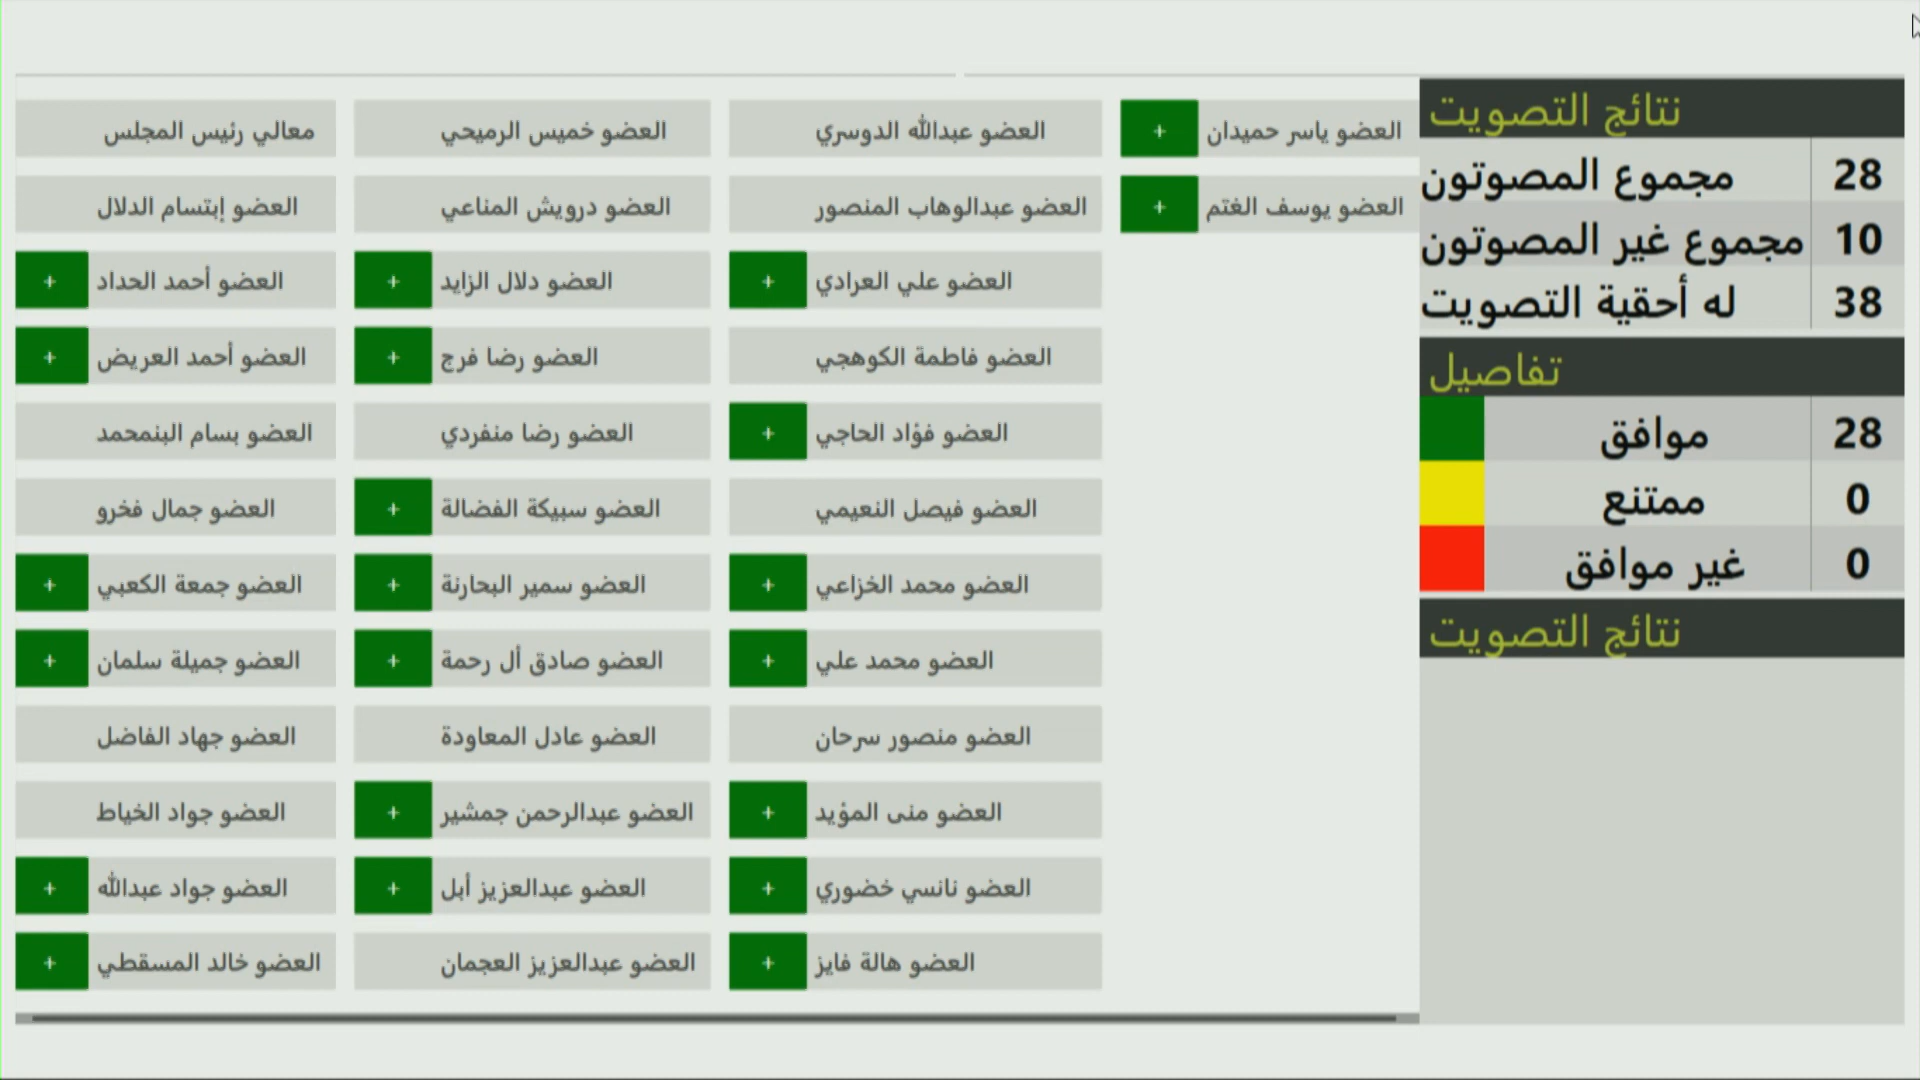 معالي رئيس المجلس
العضو إبتسام الدلال
+ العضو أحمد الحداد
+ العضو أحمد العريض
العضو بسام البنمحمد
العضو جمال فخرو
+ العضو جمعة الكعبي
+ العضو جميلة سلمان
العضو جهاد الفاضل
العضو جواد الخياط
+ العضو جواد عبدالله
+ العضو خالد المسقطي
العضو خميس الرميحي
العضو درويش المناعي
+ العضو دلال الزايد
+ العضو رضا فرج
العضو رضا منفردي
+ العضو سبيكة الفضالة
+ العضو سمير البحارنة
+ العضو صادق أل رحمة
العضو عادل المعاودة
+ العضو عبدالرحمن جمشير
+ العضو عبدالعزيز أبل
العضو عبدالعزيز العجمان
العضو عبدالله الدوسري
العضو عبدالوهاب المنصور
+ العضو علي العرادي
العضو فاطمة الكوهجي
+ العضو فؤاد الحاجي
العضو فيصل النعيمي
+ العضو محمد الخزاعي
+ العضو محمد علي
العضو منصور سرحان
+ العضو منى المؤيد
+ العضو نانسي خضوري
+ العضو هالة فايز
+ العضو ياسر حميدان
+ العضو يوسف الغتم
نتائج التصويت
مجموع المصوتون 28
مجموع غير المصوتون 10
له أحقية التصويت 38
تفاصيل
موافق 28
ممتنع 0
غير موافق 0
نتائج التصويت